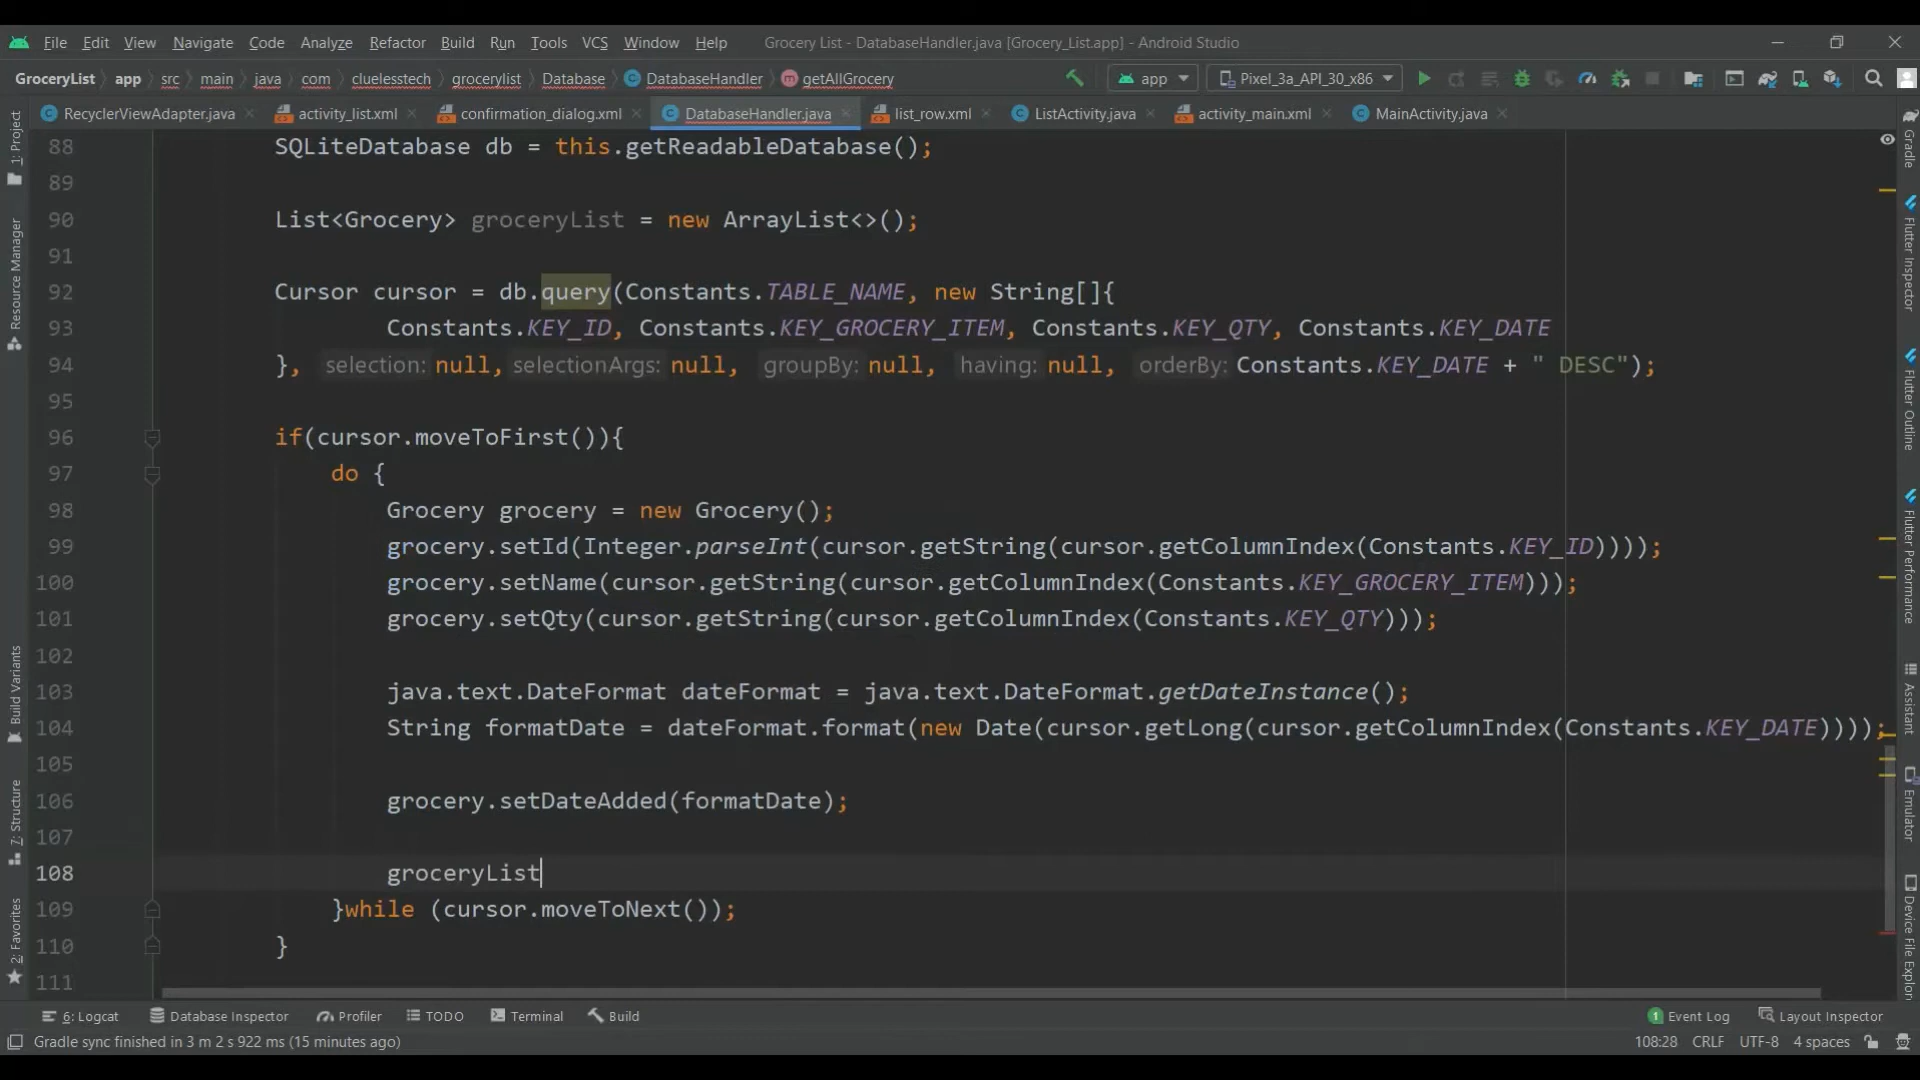 File Edit View Navigate Code Analyze Refactor Build Run Tools VCS Window Help Grocery List - DatabaseHandler.java [Grocery_List.app] - Android Studio
GroceryList app src main java com cluelesstech grocerylist Database DatabaseHandler getAllGrocery app Pixel_3a_API_30_x86
RecyclerViewAdapter.java activity_list.xml confirmation_dialog.xml DatabaseHandler.java list_row.xml ListActivity.java activity_main.xml MainActivity.java
88 SQLiteDatabase db = this.getReadableDatabase();
89
90 List<Grocery> groceryList = new ArrayList<>();
91
92 Cursor cursor = db.query(Constants.TABLE_NAME, new String[]{
93 Constants.KEY_ID, Constants.KEY_GROCERY_ITEM, Constants.KEY_QTY, Constants.KEY_DATE
94 }, selection: null, selectionArgs: null, groupBy: null, having: null, orderBy: Constants.KEY_DATE + " DESC");
95
96 if(cursor.moveToFirst()){
97 do {
98 Grocery grocery = new Grocery();
99 grocery.setId(Integer.parseInt(cursor.getString(cursor.getColumnIndex(Constants.KEY_ID))));
100 grocery.setName(cursor.getString(cursor.getColumnIndex(Constants.KEY_GROCERY_ITEM)));
101 grocery.setQty(cursor.getString(cursor.getColumnIndex(Constants.KEY_QTY)));
102
103 java.text.DateFormat dateFormat = java.text.DateFormat.getDateInstance();
104 String formatDate = dateFormat.format(new Date(cursor.getLong(cursor.getColumnIndex(Constants.KEY_DATE))));
105
106 grocery.setDateAdded(formatDate);
107
108 groceryList
109 }while (cursor.moveToNext());
110 }
111
1: Project
Resource Manager
Build Variants
7: Structure
2: Favorites
Gradle
Flutter Inspector
Flutter Outline
Flutter Performance
Assistant
Emulator
Device File Explor
6: Logcat Database Inspector Profiler TODO Terminal Build 1 Event Log Layout Inspector
Gradle sync finished in 3 m 2 s 922 ms (15 minutes ago) 108:28 CRLF UTF-8 4 spaces